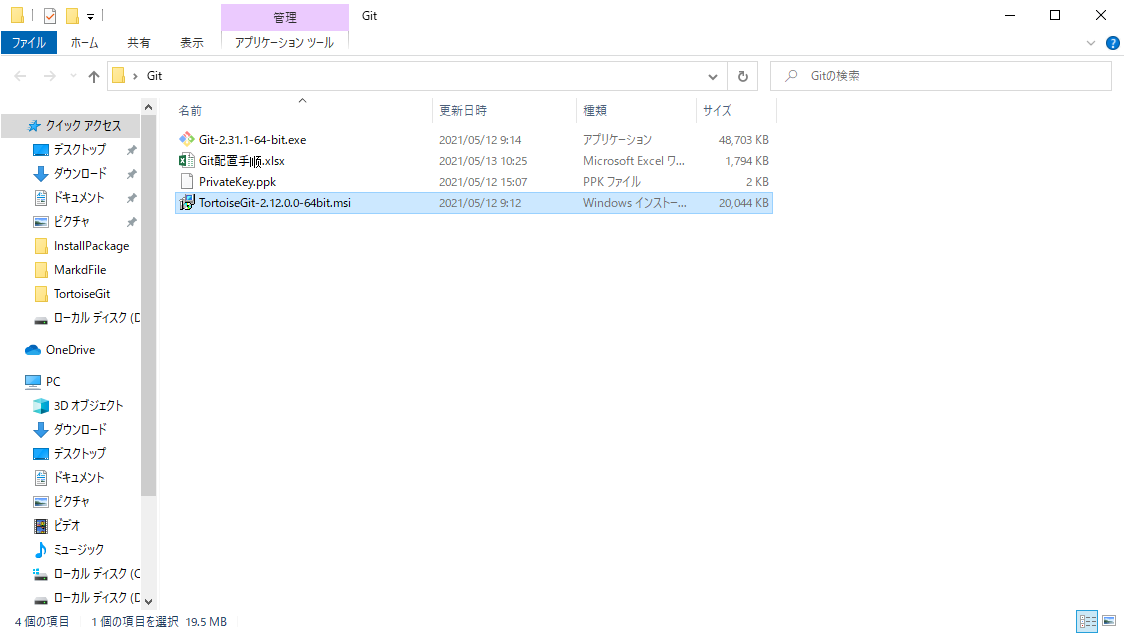 管理
Git
ファイル
ホーム
共有
表示
アプリケーション ツール
?
Git
Gitの検索
名前
更新日時
種類
サイズ
Git-2.31.1-64-bit.exe 2021/05/12 9:14 アプリケーション 48,703 KB
Git配置手順.xlsx 2021/05/13 10:25 Microsoft Excel ワ... 1,794 KB
PrivateKey.ppk 2021/05/12 15:07 PPK ファイル 2 KB
TortoiseGit-2.12.0.0-64bit.msi 2021/05/12 9:12 Windows インストー... 20,044 KB
クイック アクセス
デスクトップ
ダウンロード
ドキュメント
ピクチャ
InstallPackage
MarkdFile
TortoiseGit
ローカル ディスク (D
OneDrive
PC
3D オブジェクト
ダウンロード
デスクトップ
ドキュメント
ピクチャ
ビデオ
ミュージック
ローカル ディスク (C
ローカル ディスク (D
4 個の項目
1 個の項目を選択 19.5 MB